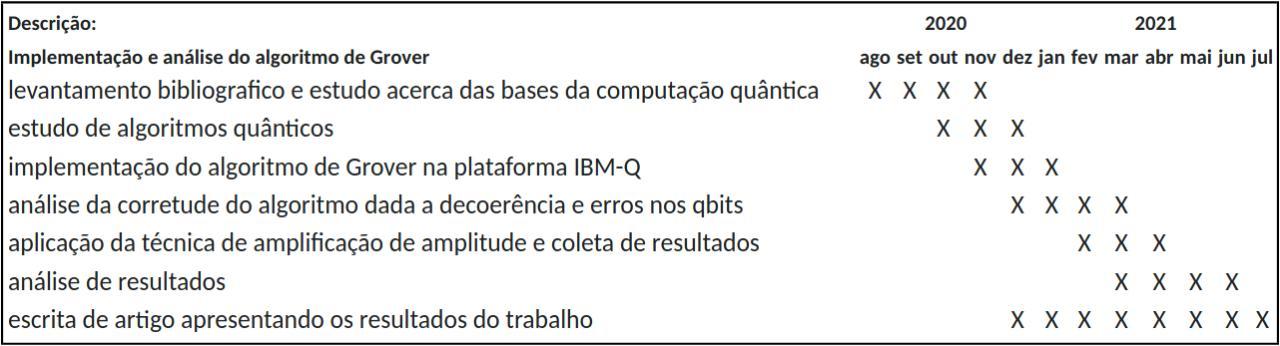 Descrição: 2020 2021
Implementação e análise do algoritmo de Grover ago set out nov dez jan fev mar abr mai jun jul
levantamento bibliografico e estudo acerca das bases da computação quântica X X X X
estudo de algoritmos quânticos X X X
implementação do algoritmo de Grover na plataforma IBM-Q X X X
análise da corretude do algoritmo dada a decoerência e erros nos qbits X X X X
aplicação da técnica de amplificação de amplitude e coleta de resultados X X X
análise de resultados X X X X
escrita de artigo apresentando os resultados do trabalho X X X X X X X X